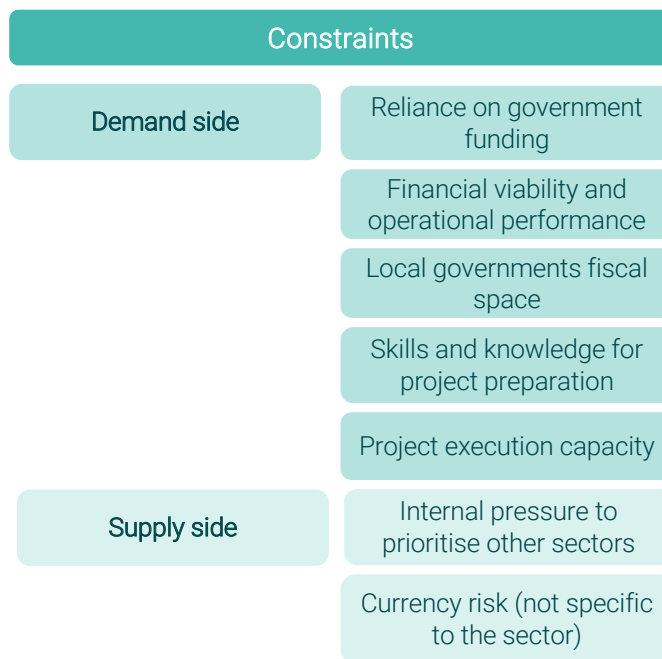 Constraints
Demand side
Reliance on government
funding
Financial viability and
operational performance
Local governments fiscal
space
Skills and knowledge for
project preparation
Project execution capacity
Supply side
Internal pressure to
prioritise other sectors
Currency risk (not specific
to the sector)